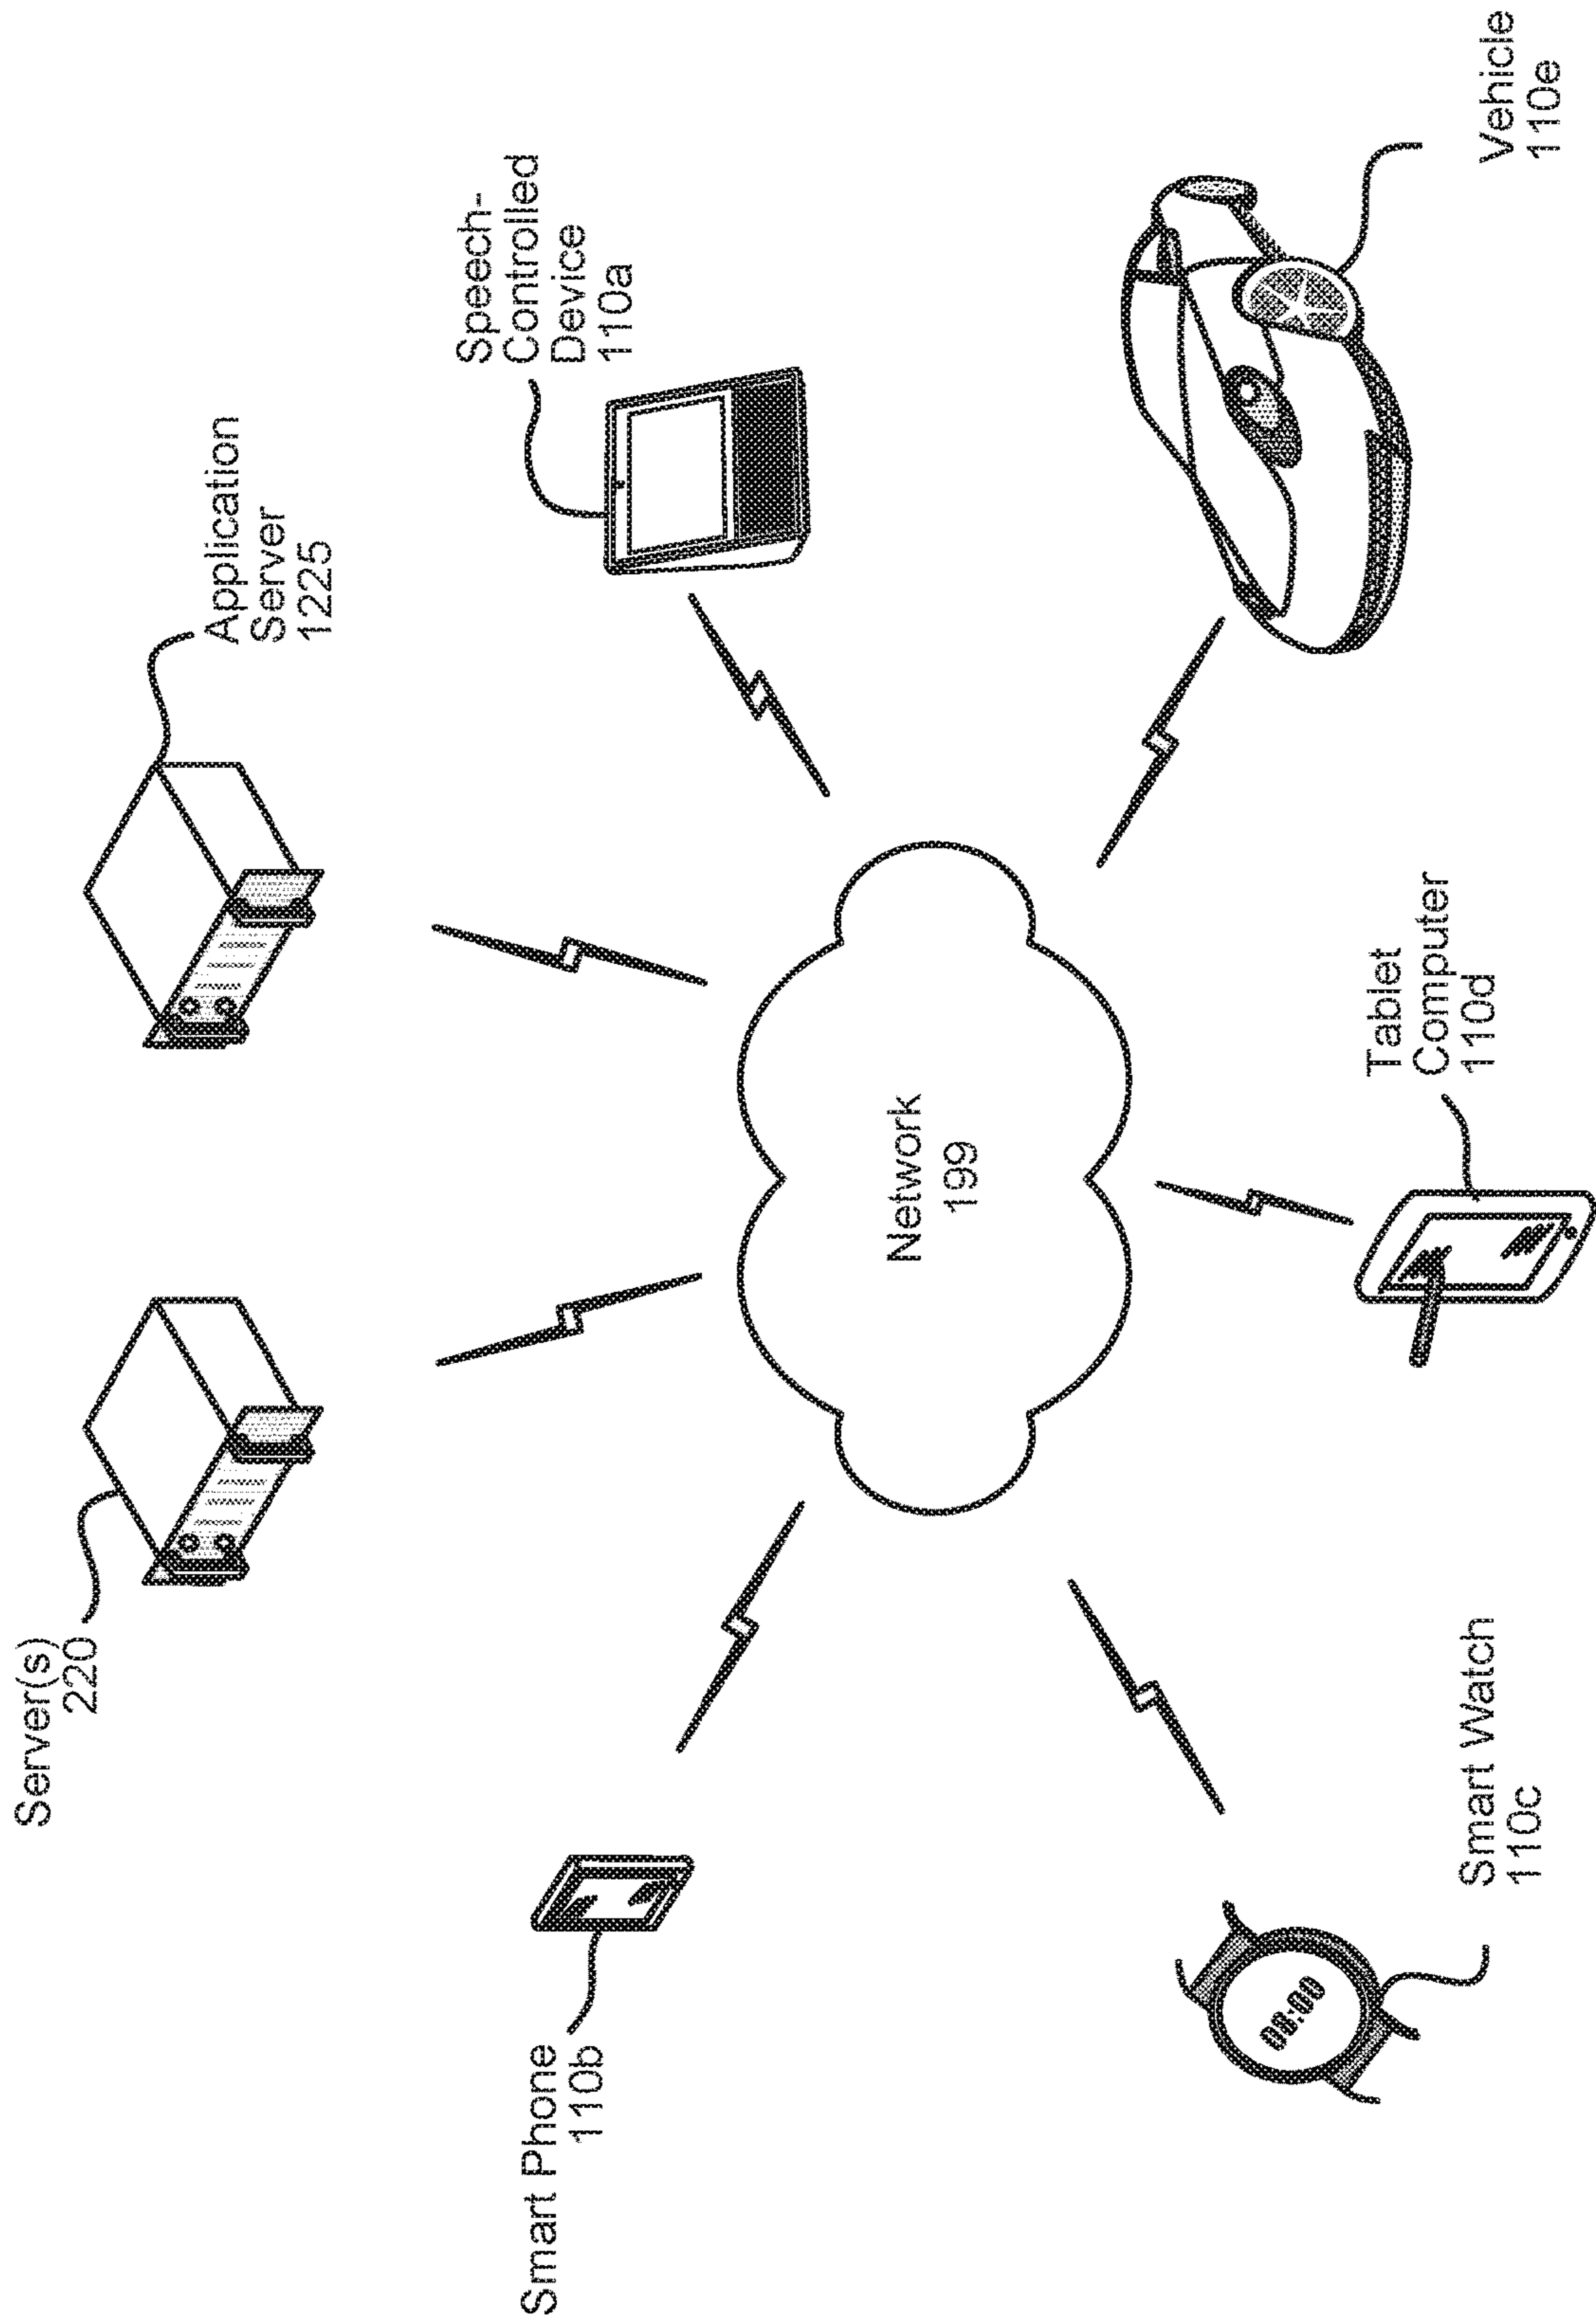 Server(s)
220
Application
Server
1225
Smart Phone
110b
Speech-
Controlled
Device
110a
Network
199
08:00
Smart Watch
110c
Tablet
Computer
110d
Vehicle
110e